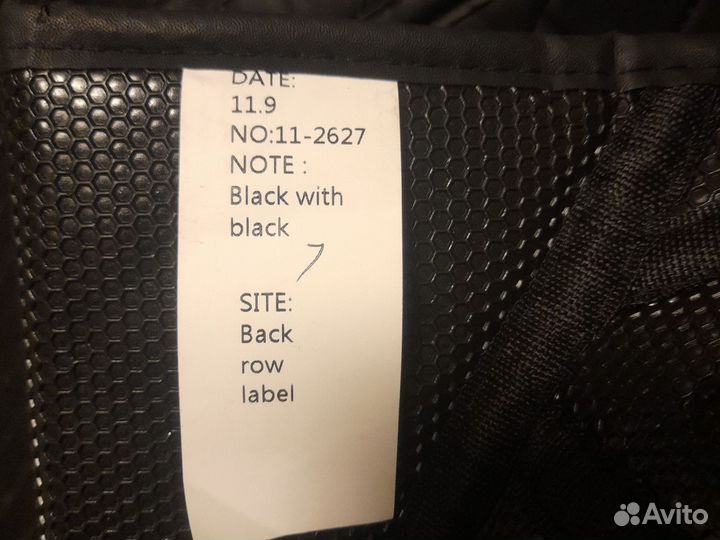 DATE:
11.9
NO:11-2627
NOTE :
Black with
black
7
SITE:
Back
row
label
Avito